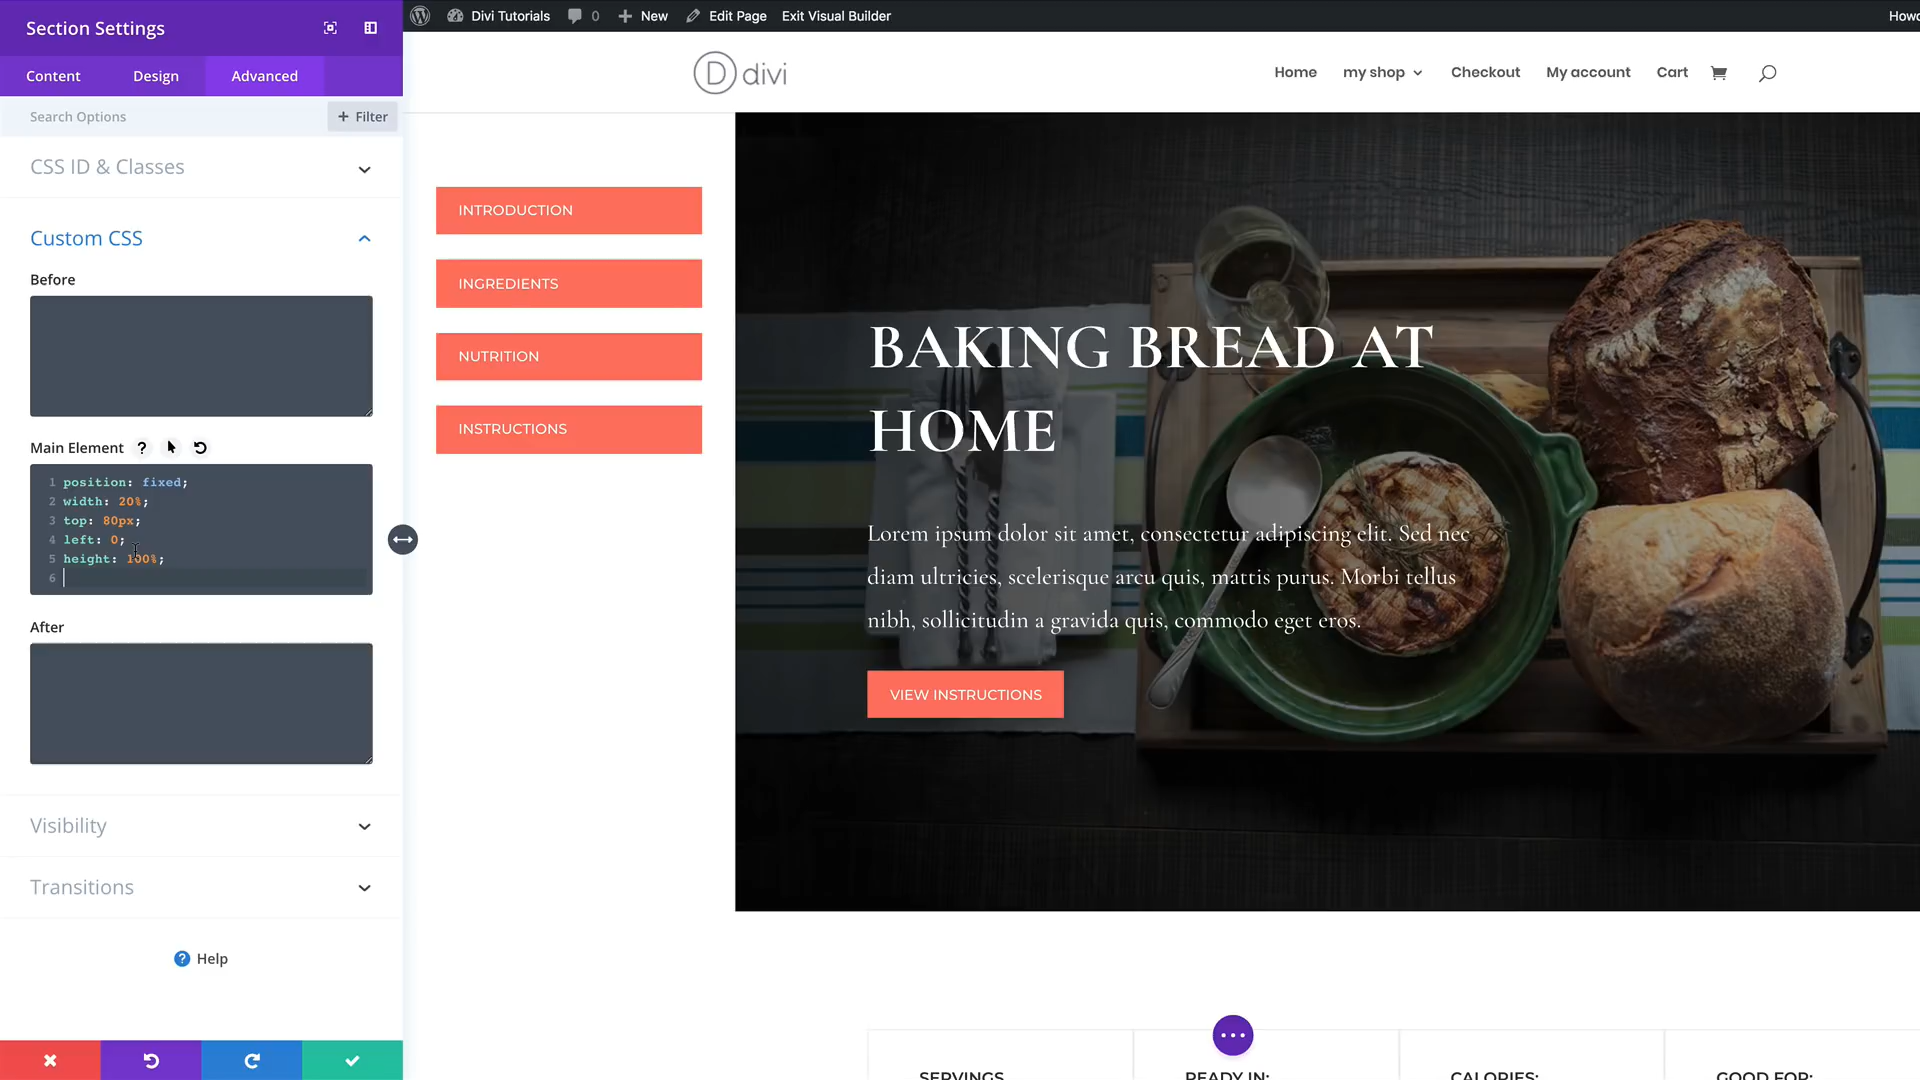 Section Settings
Content Design Advanced
Search Options
+ Filter
CSS ID & Classes
Custom CSS
Before
Main Element ?
1 position: fixed;
2 width: 20%;
3 top: 80px;
4 left: 0;
5 height: 100%;
6
After
Visibility
Transitions
? Help
Divi Tutorials 0 + New Edit Page Exit Visual Builder Howd
D divi
Home my shop Checkout My account Cart
INTRODUCTION
INGREDIENTS
NUTRITION
INSTRUCTIONS
BAKING BREAD AT
HOME
Lorem ipsum dolor sit amet, consectetur adipiscing elit. Sed nec
diam ultricies, scelerisque arcu quis, mattis purus. Morbi tellus
nibh, sollicitudin a gravida quis, commodo eget eros.
VIEW INSTRUCTIONS
SERVINGS READY IN: CALORIES: GOOD FOR: